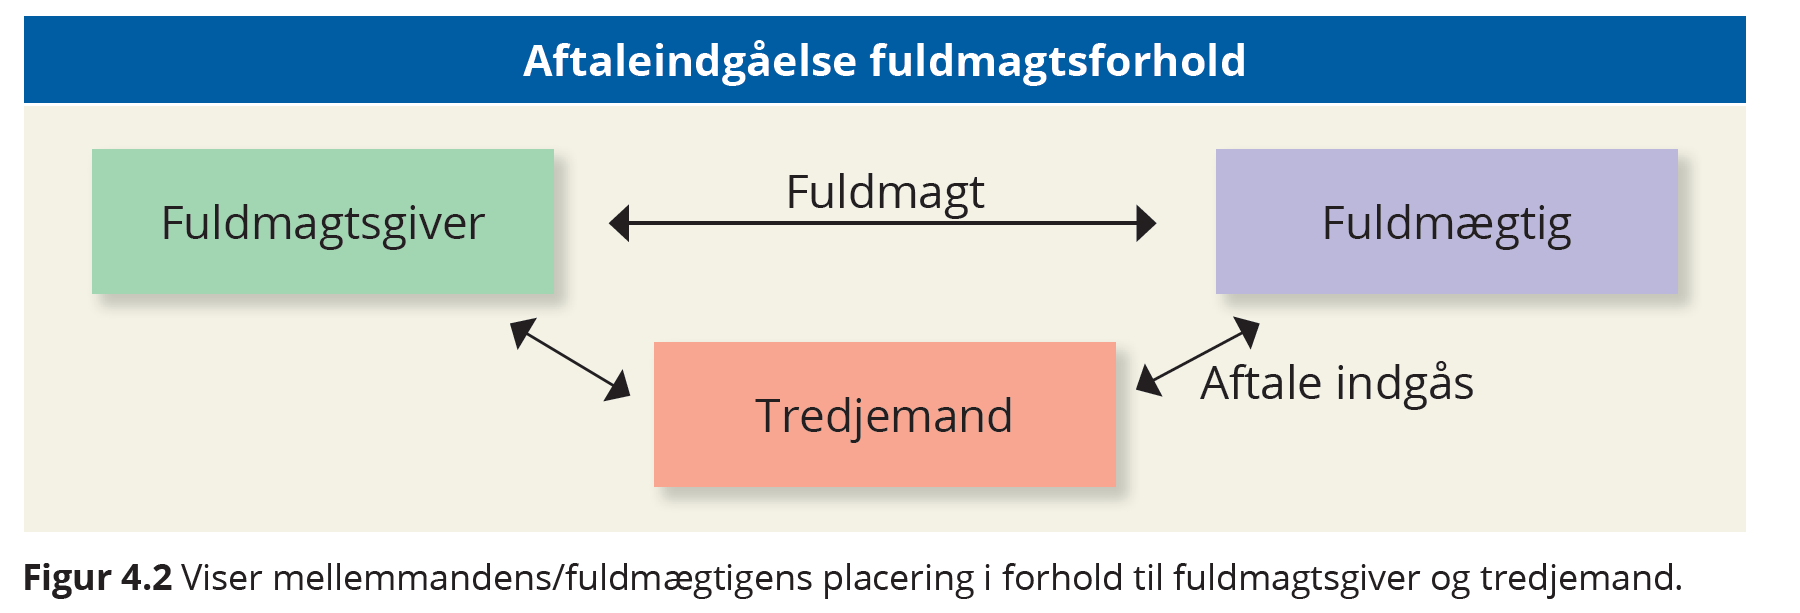 Aftaleindgåelse fuldmagtsforhold
Fuldmagtsgiver
Fuldmagt
Fuldmægtig
Tredjemand
Aftale indgås
Figur 4.2 Viser mellemmandens/fuldmægtigens placering i forhold til fuldmagtsgiver og tredjemand.